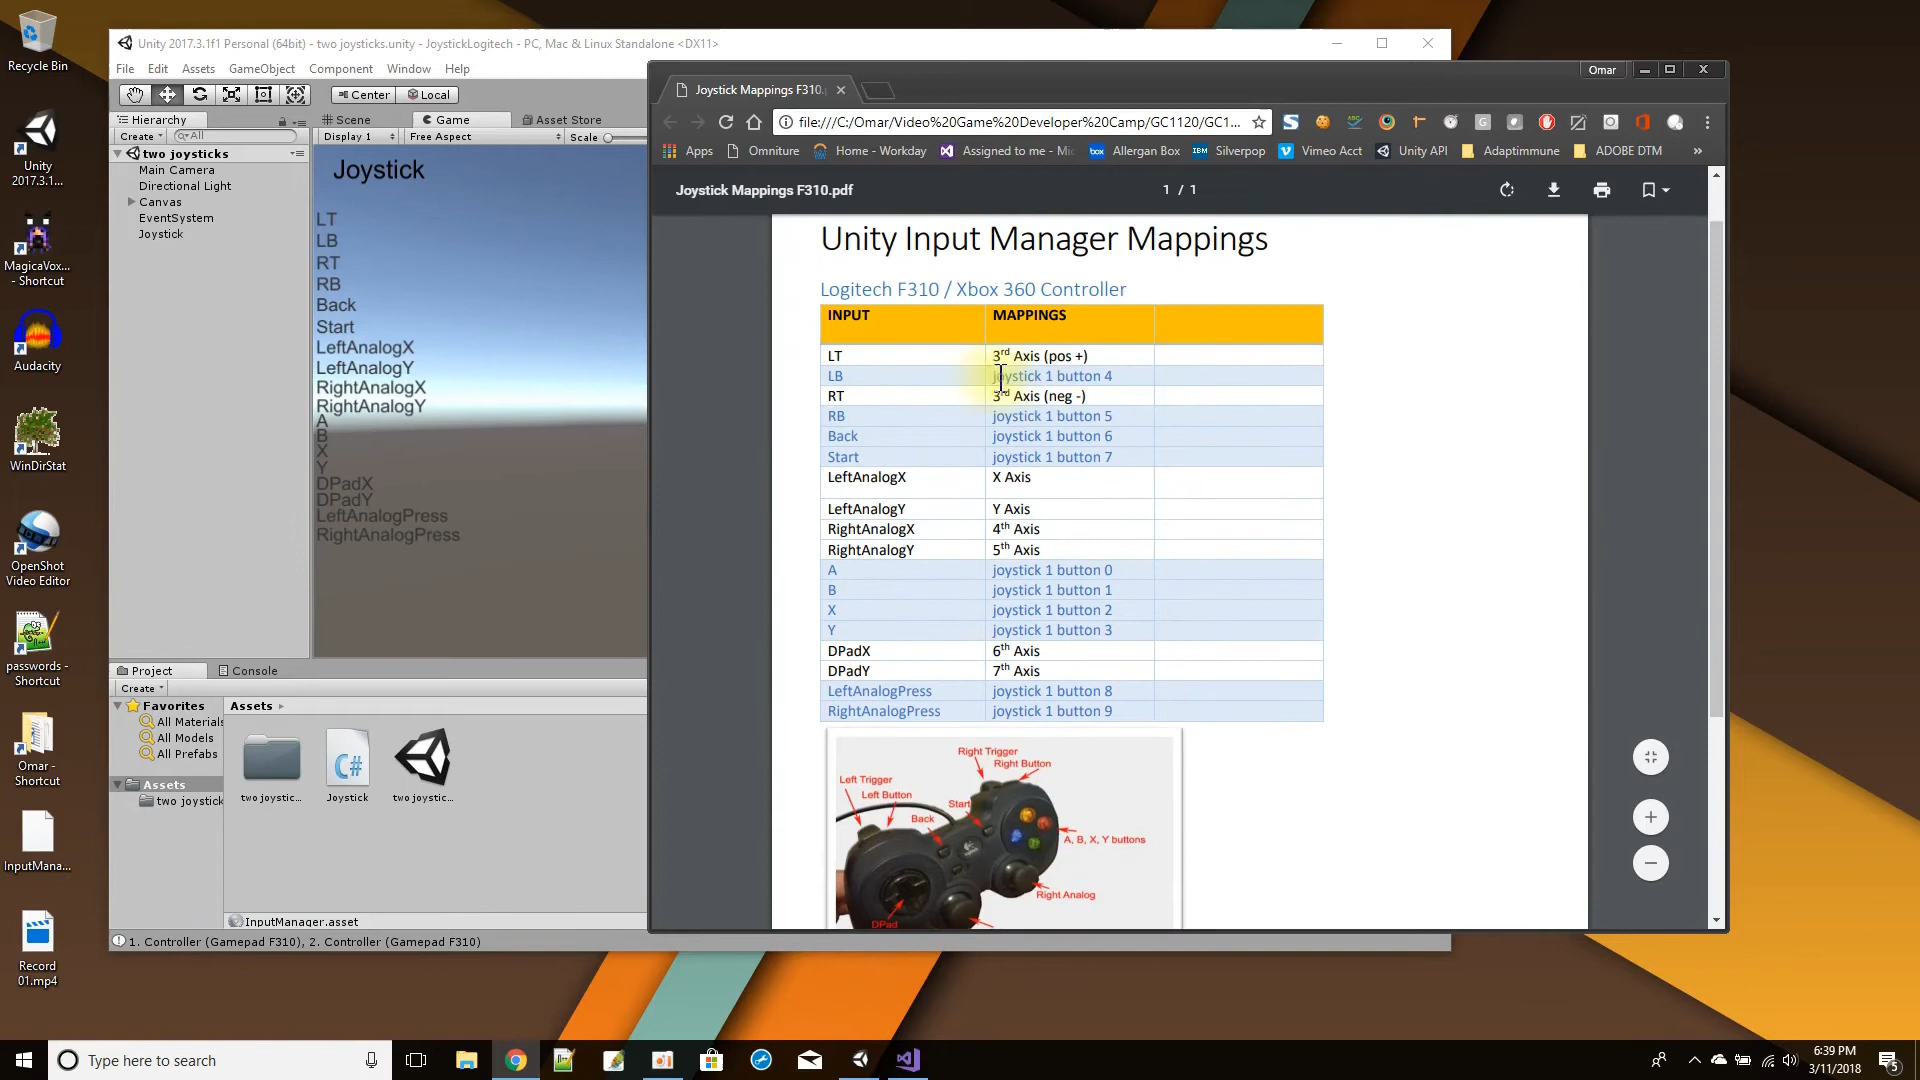 Recycle Bin
Unity 2017.3.1...
MagicaVox... - Shortcut
Audacity
WinDirStat
OpenShot Video Editor
passwords - Shortcut
Omar - Shortcut
InputMana...
Record 01.mp4
Unity 2017.3.1f1 Personal (64bit) - two joysticks.unity - JoystickLogitech - PC, Mac & Linux Standalone <DX11>
File Edit Assets GameObject Component Window Help
Center Local
Hierarchy
Create All
two joysticks
Main Camera
Directional Light
Canvas
EventSystem
Joystick
Scene Game Asset Store
Display 1 Free Aspect Scale
Joystick
LT
LB
RT
RB
Back
Start
LeftAnalogX
LeftAnalogY
RightAnalogX
RightAnalogY
A
B
X
Y
DPadX
DPadY
LeftAnalogPress
RightAnalogPress
Project Console
Create
Favorites
All Materials
All Models
All Prefabs
Assets
two joystick
Assets
two joystic...
Joystick
two joystic...
InputManager.asset
1. Controller (Gamepad F310), 2. Controller (Gamepad F310)
Omar
Joystick Mappings F310.
file:///C:/Omar/Video%20Game%20Developer%20Camp/GC1120/GC1...
Apps Omniture Home - Workday Assigned to me - Mic Allergan Box Silverpop Vimeo Acct Unity API Adaptimmune ADOBE DTM »
Joystick Mappings F310.pdf 1 / 1
Unity Input Manager Mappings
Logitech F310 / Xbox 360 Controller
INPUT MAPPINGS
LT 3rd Axis (pos +)
LB joystick 1 button 4
RT 3rd Axis (neg -)
RB joystick 1 button 5
Back joystick 1 button 6
Start joystick 1 button 7
LeftAnalogX X Axis
LeftAnalogY Y Axis
RightAnalogX 4th Axis
RightAnalogY 5th Axis
A joystick 1 button 0
B joystick 1 button 1
X joystick 1 button 2
Y joystick 1 button 3
DPadX 6th Axis
DPadY 7th Axis
LeftAnalogPress joystick 1 button 8
RightAnalogPress joystick 1 button 9
Right Trigger
Right Button
Left Trigger
Left Button
Start
Back
A, B, X, Y buttons
Right Analog
DPad
Type here to search
6:39 PM
3/11/2018
5